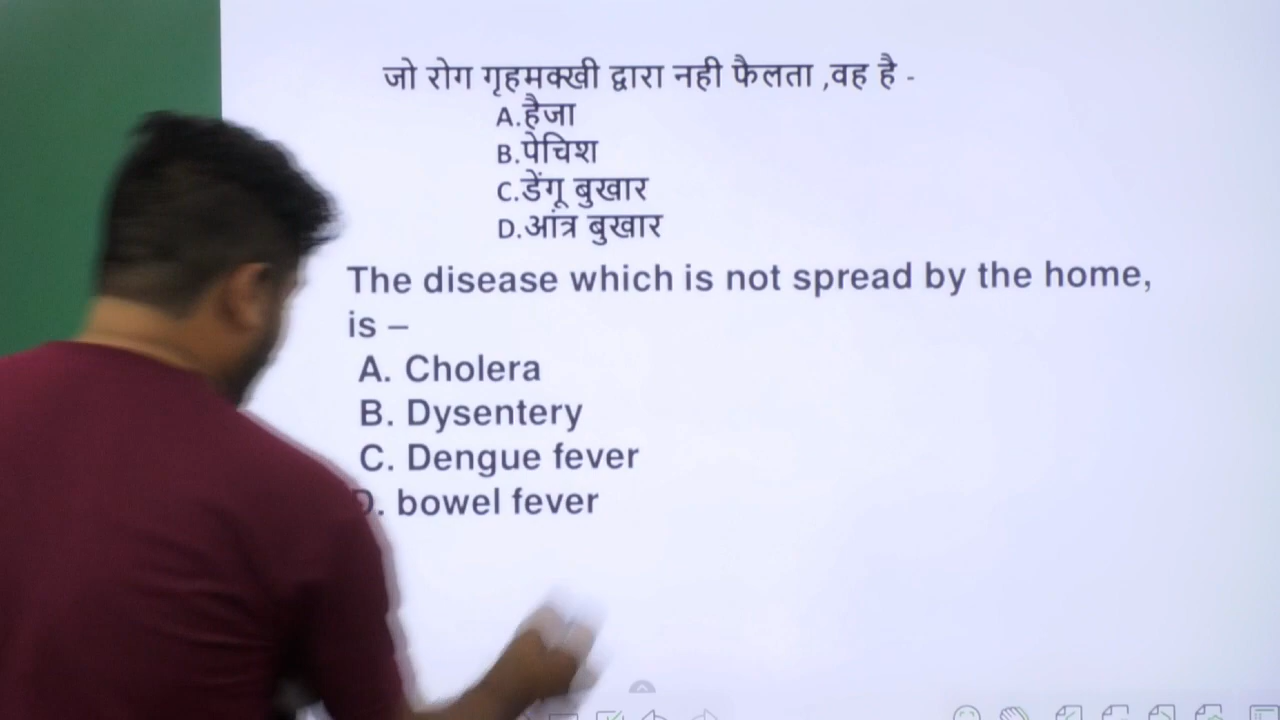 जो रोग गृहमक्खी द्वारा नही फैलता ,वह है -
A.हैजा
B.पेचिश
C.डेंगू बुखार
D.आंत्र बुखार
The disease which is not spread by the home,
is –
A. Cholera
B. Dysentery
C. Dengue fever
D. bowel fever